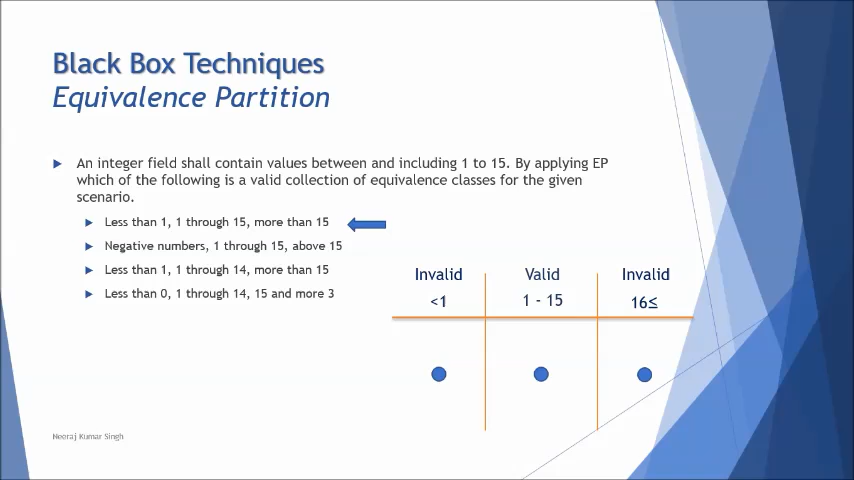 Black Box Techniques
Equivalence Partition
An integer field shall contain values between and including 1 to 15. By applying EP
which of the following is a valid collection of equivalence classes for the given
scenario.
Less than 1, 1 through 15, more than 15
Negative numbers, 1 through 15, above 15
Less than 1, 1 through 14, more than 15
Less than 0, 1 through 14, 15 and more 3
Invalid Valid Invalid
<1 1 - 15 16≤
Neeraj Kumar Singh